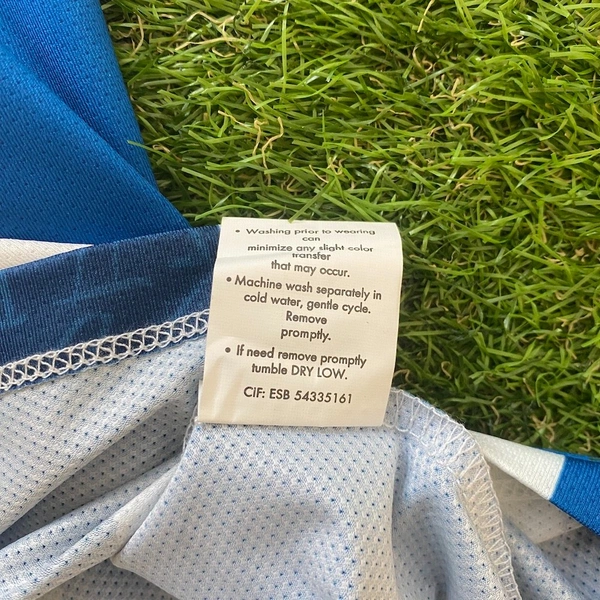 • Washing prior to wearing
can
minimize any slight color
transfer
that may occur.
• Machine wash separately in
cold water, gentle cycle.
Remove
promptly.
• If need remove promptly
tumble DRY LOW.
CIF: ESB 54335161